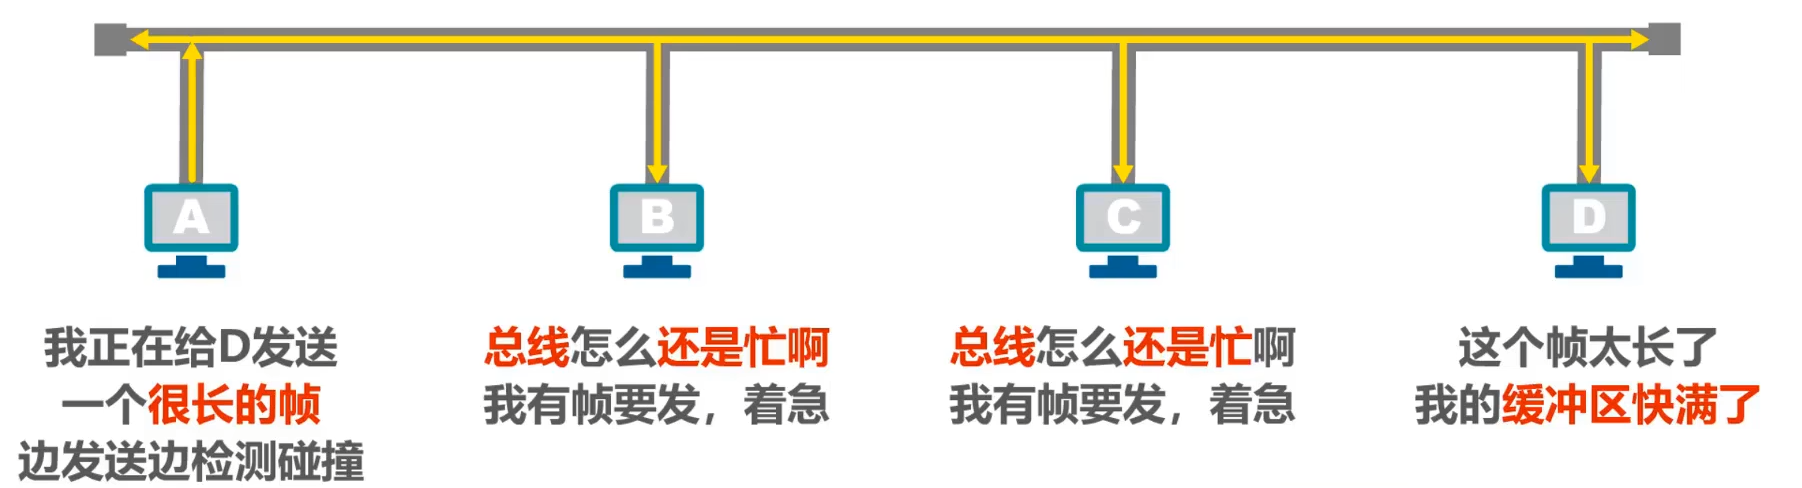 A
B
C
D
我正在给D发送
一个很长的帧
边发送边检测碰撞
总线怎么还是忙啊
我有帧要发，着急
总线怎么还是忙啊
我有帧要发，着急
这个帧太长了
我的缓冲区快满了